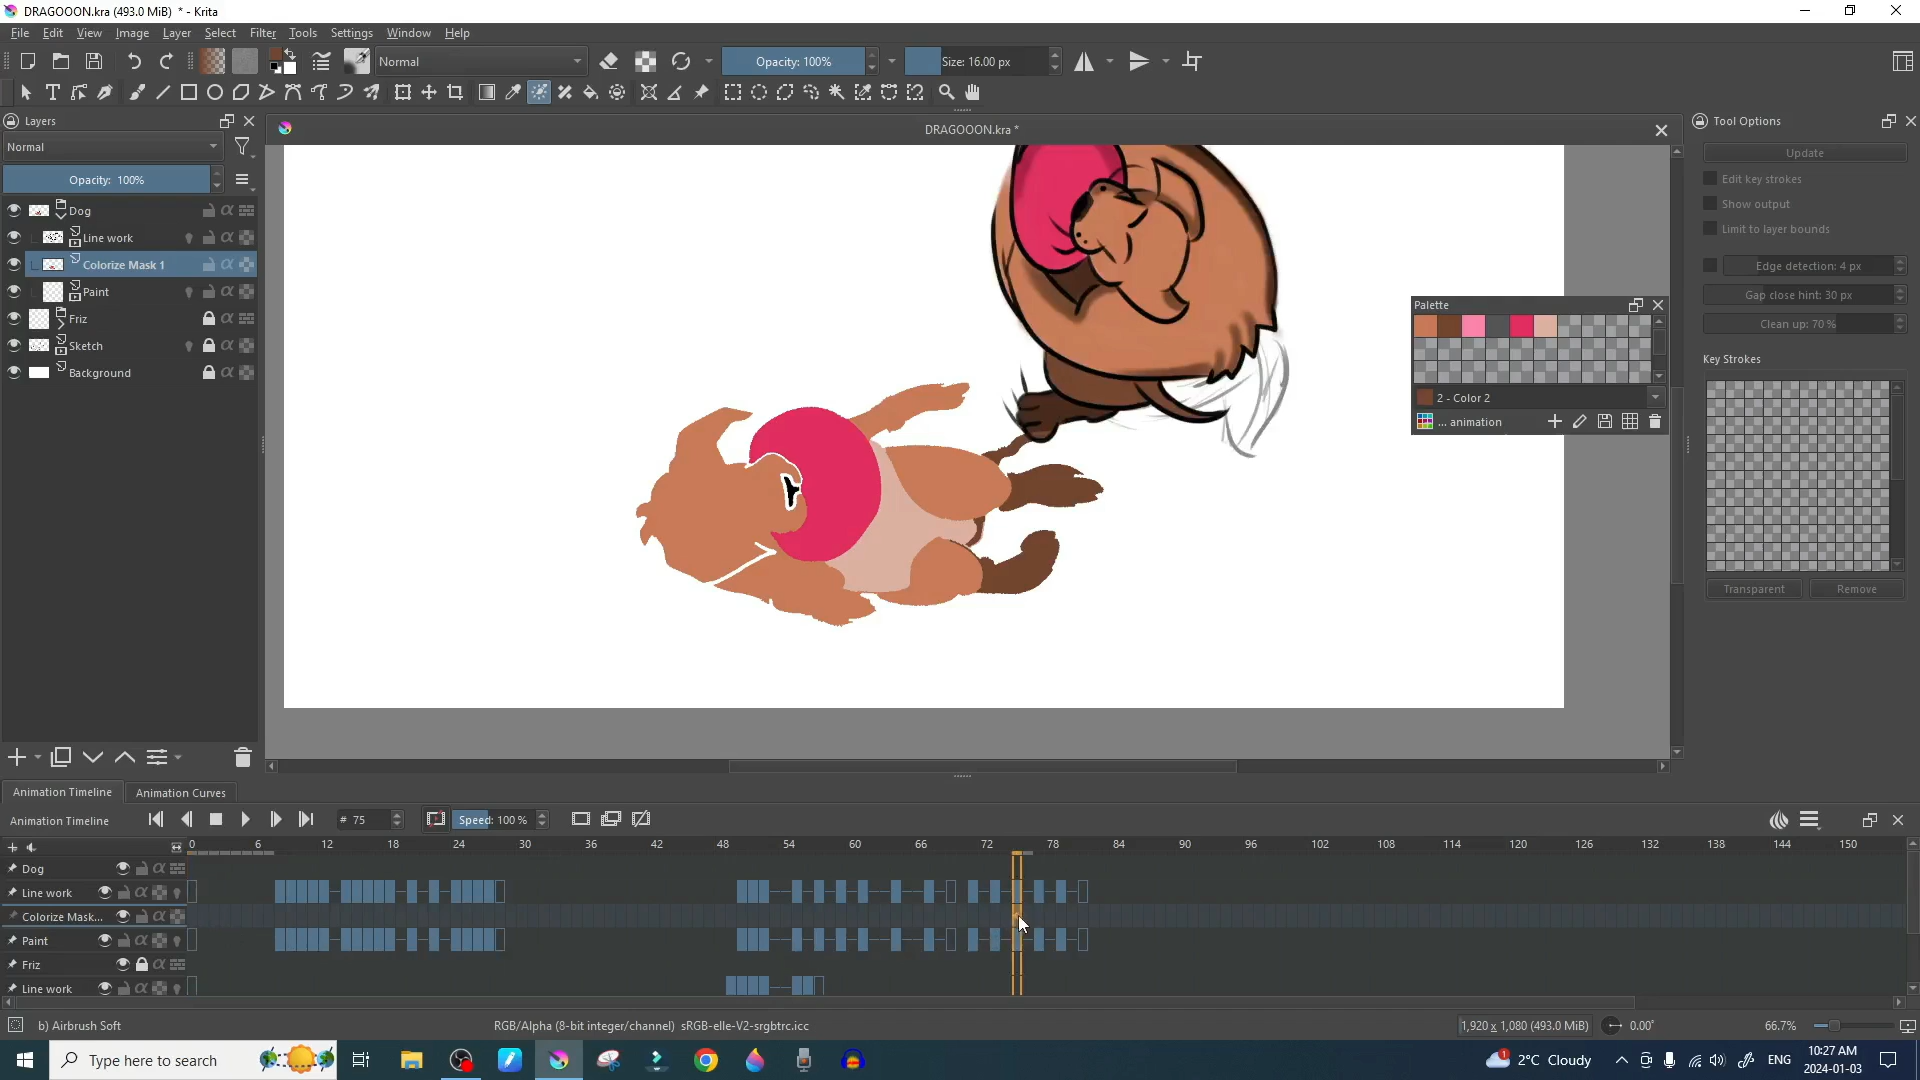 DRAGOOON.kra (493.0 MiB) * - Krita
File Edit View Image Layer Select Filter Tools Settings Window Help
Normal
Opacity: 100%
Size: 16.00 px
Layers
DRAGOOON.kra *
Tool Options
Normal
Update
Opacity: 100%
Edit key strokes
Show output
Limit to layer bounds
Dog
Line work
Colorize Mask 1
Paint
Friz
Sketch
Background
Edge detection: 4 px
Gap close hint: 30 px
Clean up: 70 %
Key Strokes
Transparent
Remove
Palette
2 - Color 2
... animation
Animation Timeline
Animation Curves
Animation Timeline
# 75
Speed: 100 %
0 6 12 18 24 30 36 42 48 54 60 66 72 78 84 90 96 102 108 114 120 126 132 138 144 150
Dog
Line work
Colorize Mask...
Paint
Friz
Line work
b) Airbrush Soft
RGB/Alpha (8-bit integer/channel) sRGB-elle-V2-srgbtrc.icc
1,920 x 1,080 (493.0 MiB)
0.00°
66.7%
Type here to search
1
2°C Cloudy
ENG
10:27 AM
2024-01-03